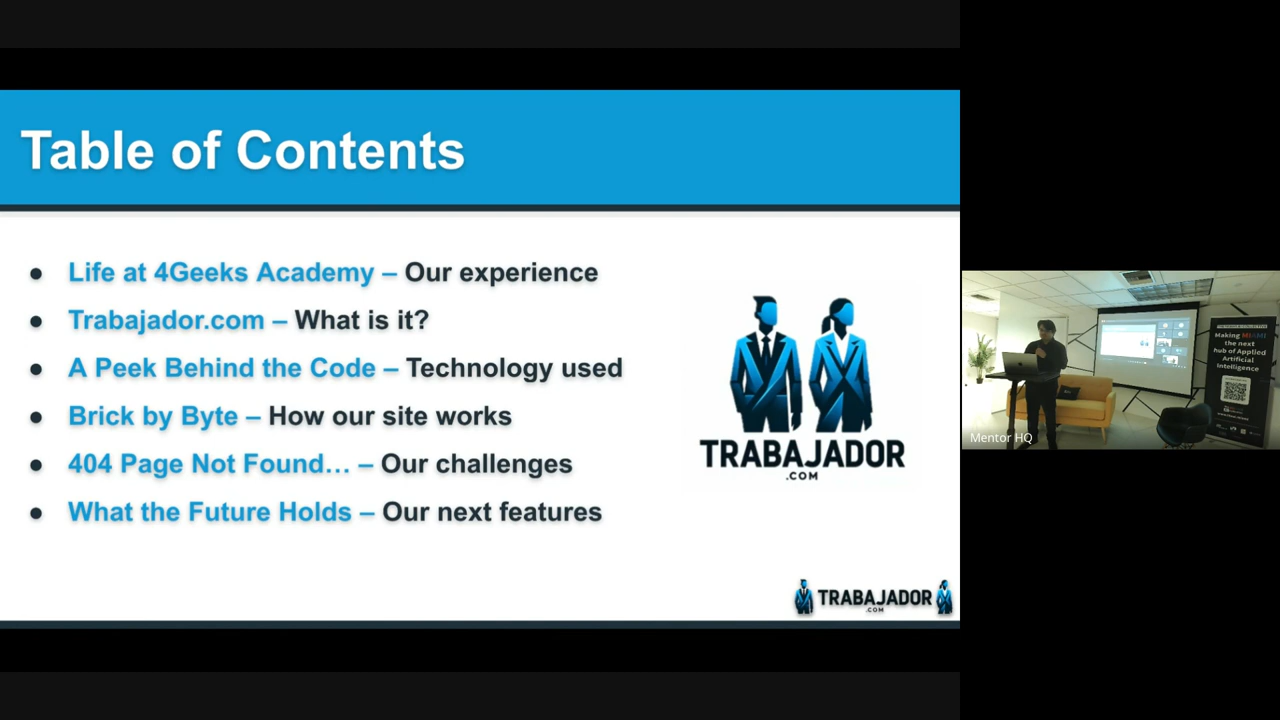 Table of Contents
● Life at 4Geeks Academy – Our experience
● Trabajador.com – What is it?
● A Peek Behind the Code – Technology used
● Brick by Byte – How our site works
● 404 Page Not Found… – Our challenges
● What the Future Holds – Our next features
TRABAJADOR
.COM
TRABAJADOR
.COM
Making MIAMI
the next
hub of Applied
Artificial
Intelligence
Mentor HQ